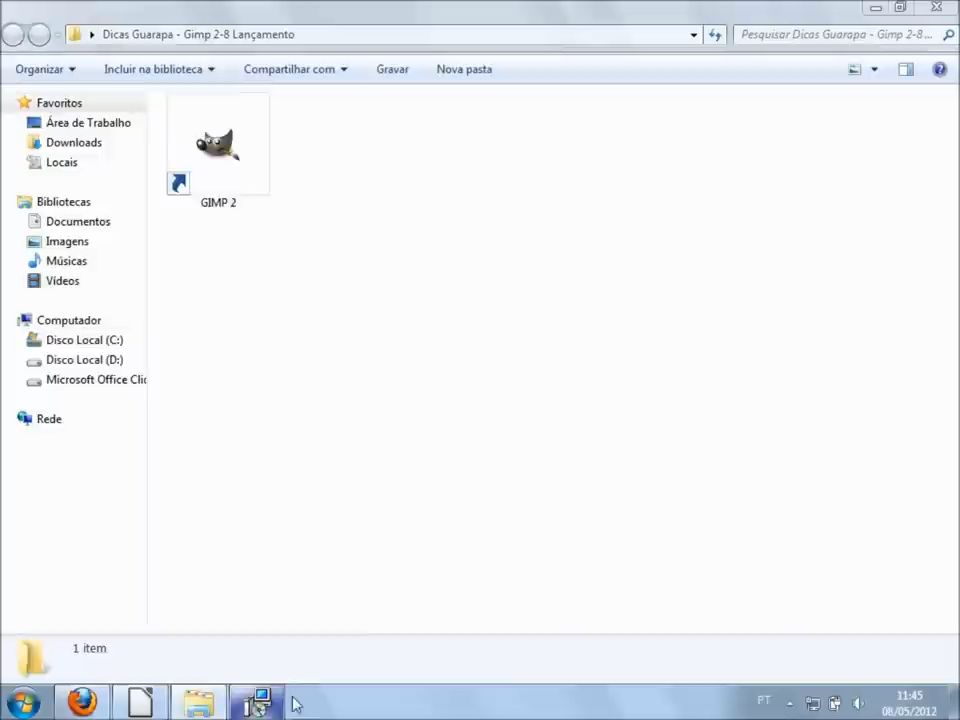 Dicas Guarapa - Gimp 2-8 Lançamento
Pesquisar Dicas Guarapa - Gimp 2-8 ...
Organizar
Incluir na biblioteca
Compartilhar com
Gravar
Nova pasta
Favoritos
Área de Trabalho
Downloads
Locais
Bibliotecas
Documentos
Imagens
Músicas
Vídeos
Computador
Disco Local (C:)
Disco Local (D:)
Microsoft Office Clic
Rede
GIMP 2
1 item
PT
11:45
08/05/2012